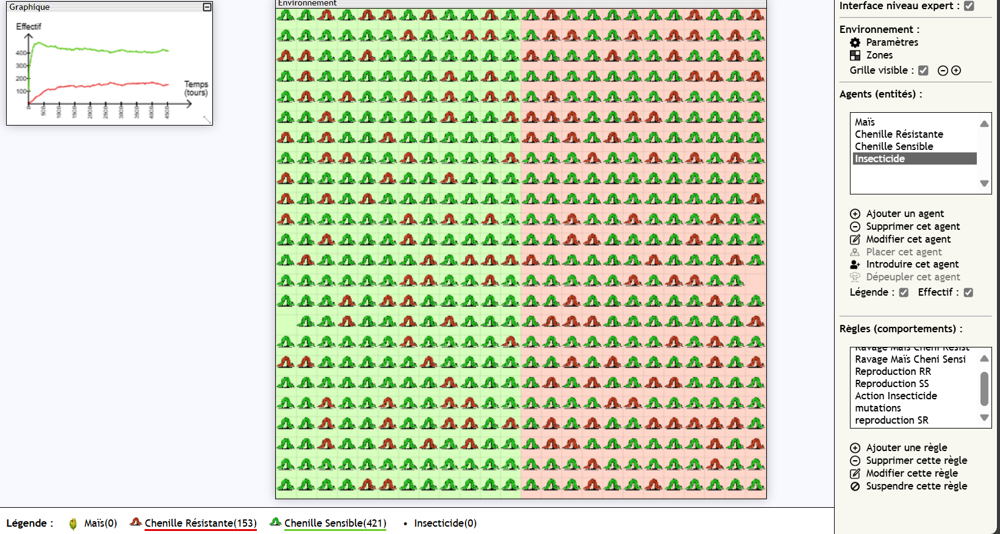 Graphique
Effectif
400
300
200
100
Temps
(tours)
0
500
1000
1500
2000
2500
3000
3500
4000
4500
Environnement
Interface niveau expert :
Environnement :
Paramètres
Zones
Grille visible :
Agents (entités) :
Maïs
Chenille Résistante
Chenille Sensible
Insecticide
Ajouter un agent
Supprimer cet agent
Modifier cet agent
Placer cet agent
Introduire cet agent
Dépeupler cet agent
Légende : Effectif :
Règles (comportements) :
Ravage Maïs Cheni Résist
Ravage Maïs Cheni Sensi
Reproduction RR
Reproduction SS
Action Insecticide
mutations
reproduction SR
Ajouter une règle
Supprimer cette règle
Modifier cette règle
Suspendre cette règle
Légende : Maïs(0) Chenille Résistante(153) Chenille Sensible(421) Insecticide(0)